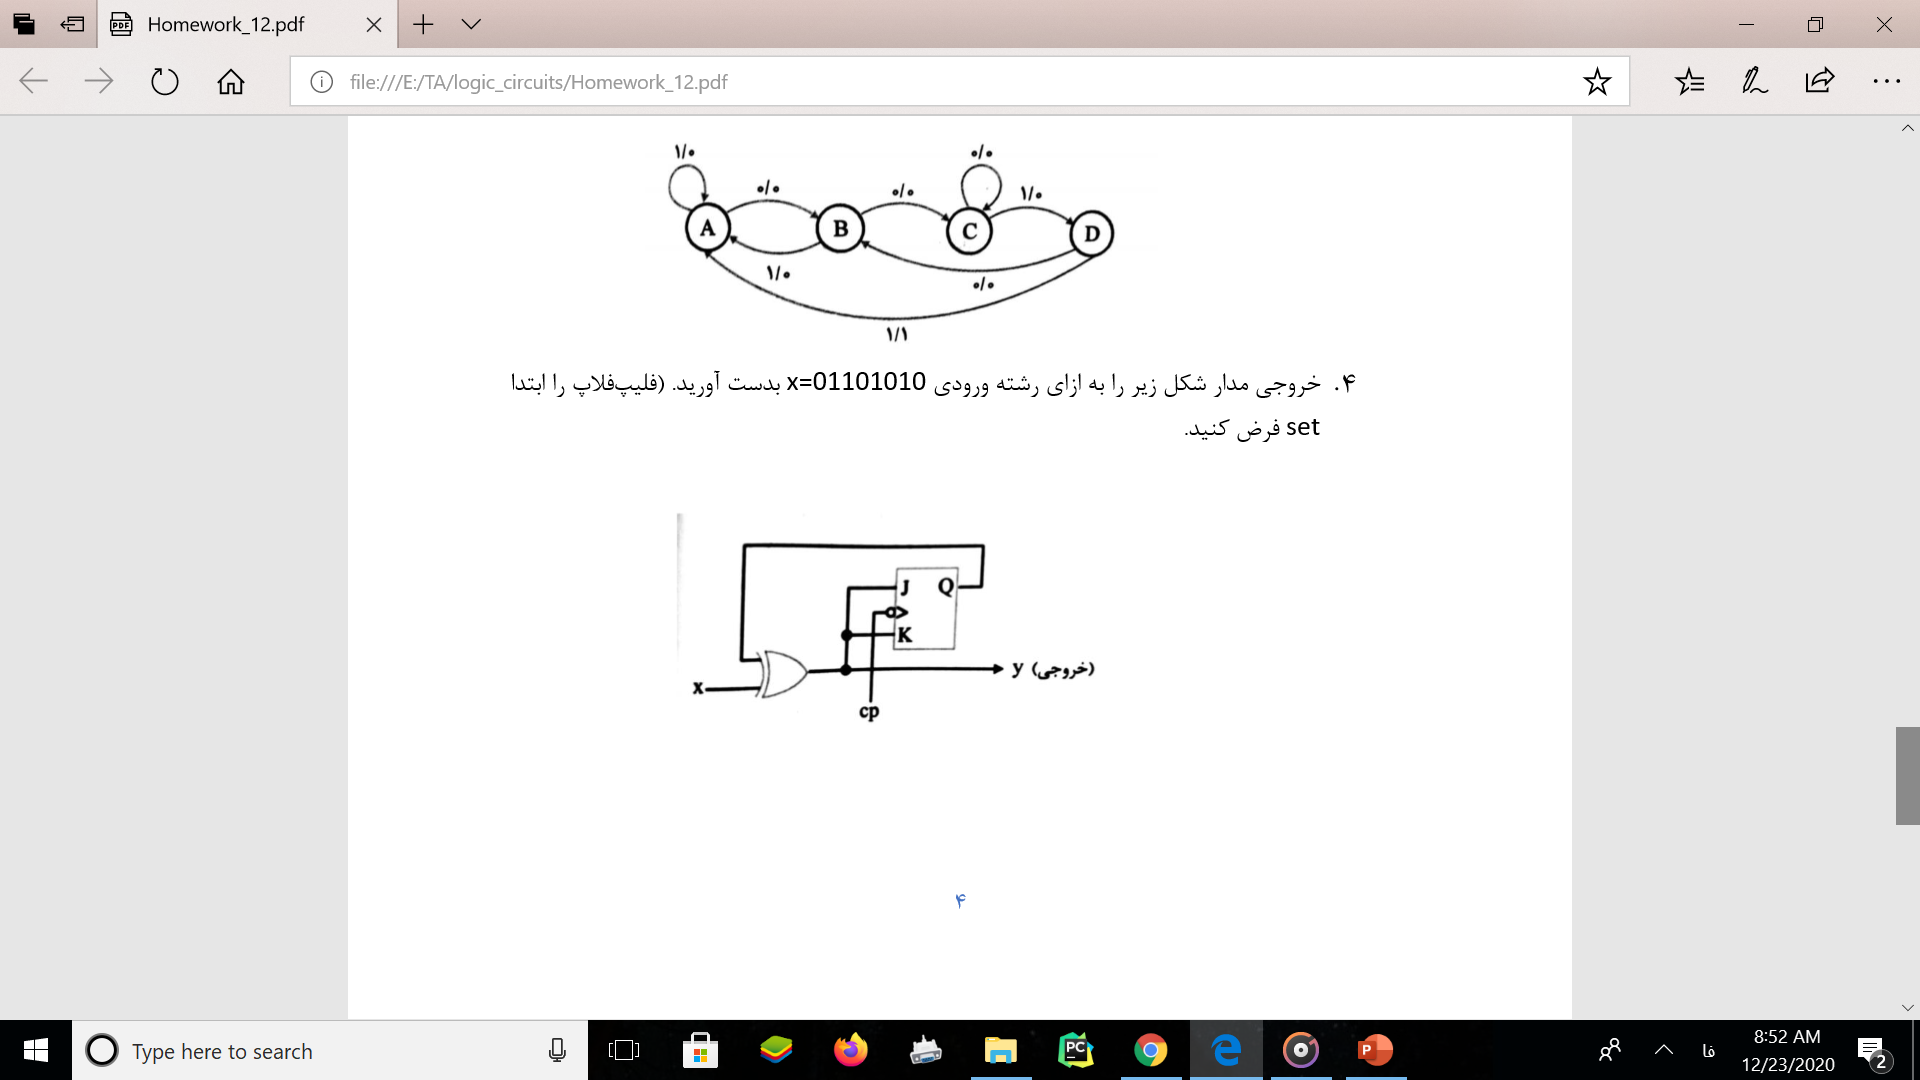 Homework_12.pdf
file:///E:/TA/logic_circuits/Homework_12.pdf
۱/۰
۰/۰
۰/۰
۰/۰
۱/۰
A
B
C
D
۱/۰
۰/۰
۱/۱
۴. خروجی مدار شکل زیر را به ازای رشته ورودی x=01101010 بدست آورید. (فلیپ‌فلاپ را ابتدا
set فرض کنید.
J Q
K
x
y (خروجی)
cp
۴
Type here to search
PC
P
فا
8:52 AM
12/23/2020
2